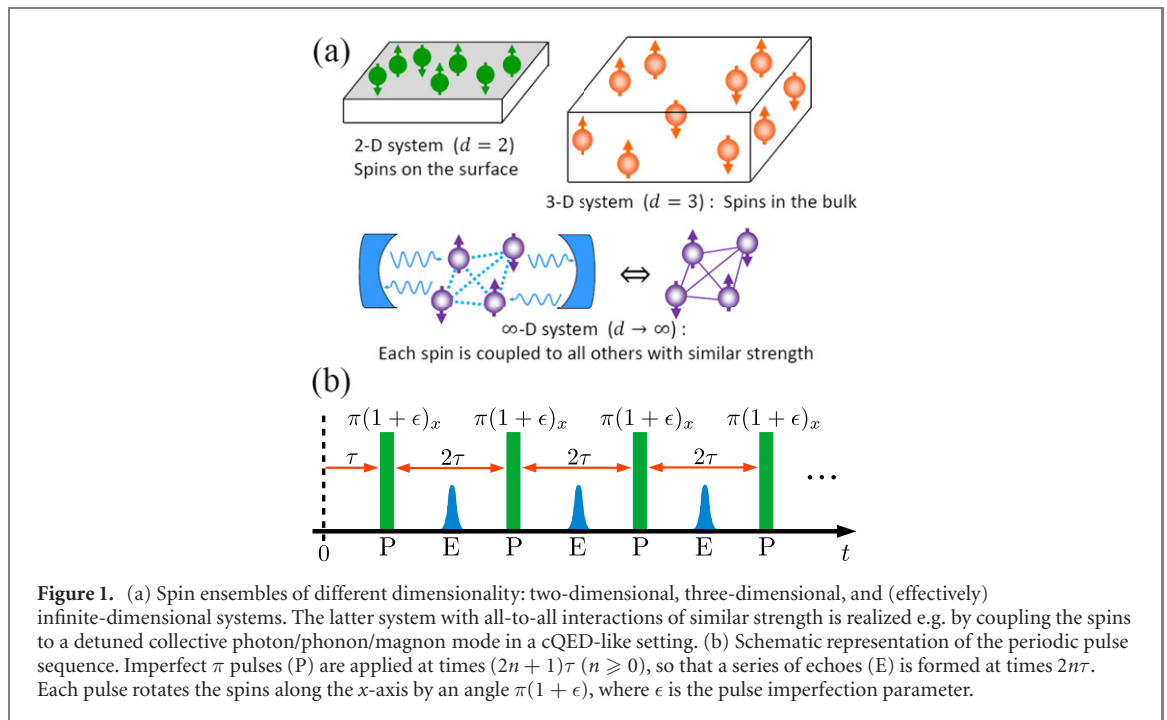 (a)
2-D system (d = 2)
Spins on the surface
3-D system (d = 3) : Spins in the bulk
⇔
∞-D system (d → ∞) :
Each spin is coupled to all others with similar strength
(b)
π(1 + ϵ)ₓ π(1 + ϵ)ₓ π(1 + ϵ)ₓ π(1 + ϵ)ₓ
τ 2τ 2τ 2τ
...
0 P E P E P E P t
Figure 1. (a) Spin ensembles of different dimensionality: two-dimensional, three-dimensional, and (effectively)
infinite-dimensional systems. The latter system with all-to-all interactions of similar strength is realized e.g. by coupling the spins
to a detuned collective photon/phonon/magnon mode in a cQED-like setting. (b) Schematic representation of the periodic pulse
sequence. Imperfect π pulses (P) are applied at times (2n + 1)τ (n ⩾ 0), so that a series of echoes (E) is formed at times 2nτ.
Each pulse rotates the spins along the x-axis by an angle π(1 + ϵ), where ϵ is the pulse imperfection parameter.